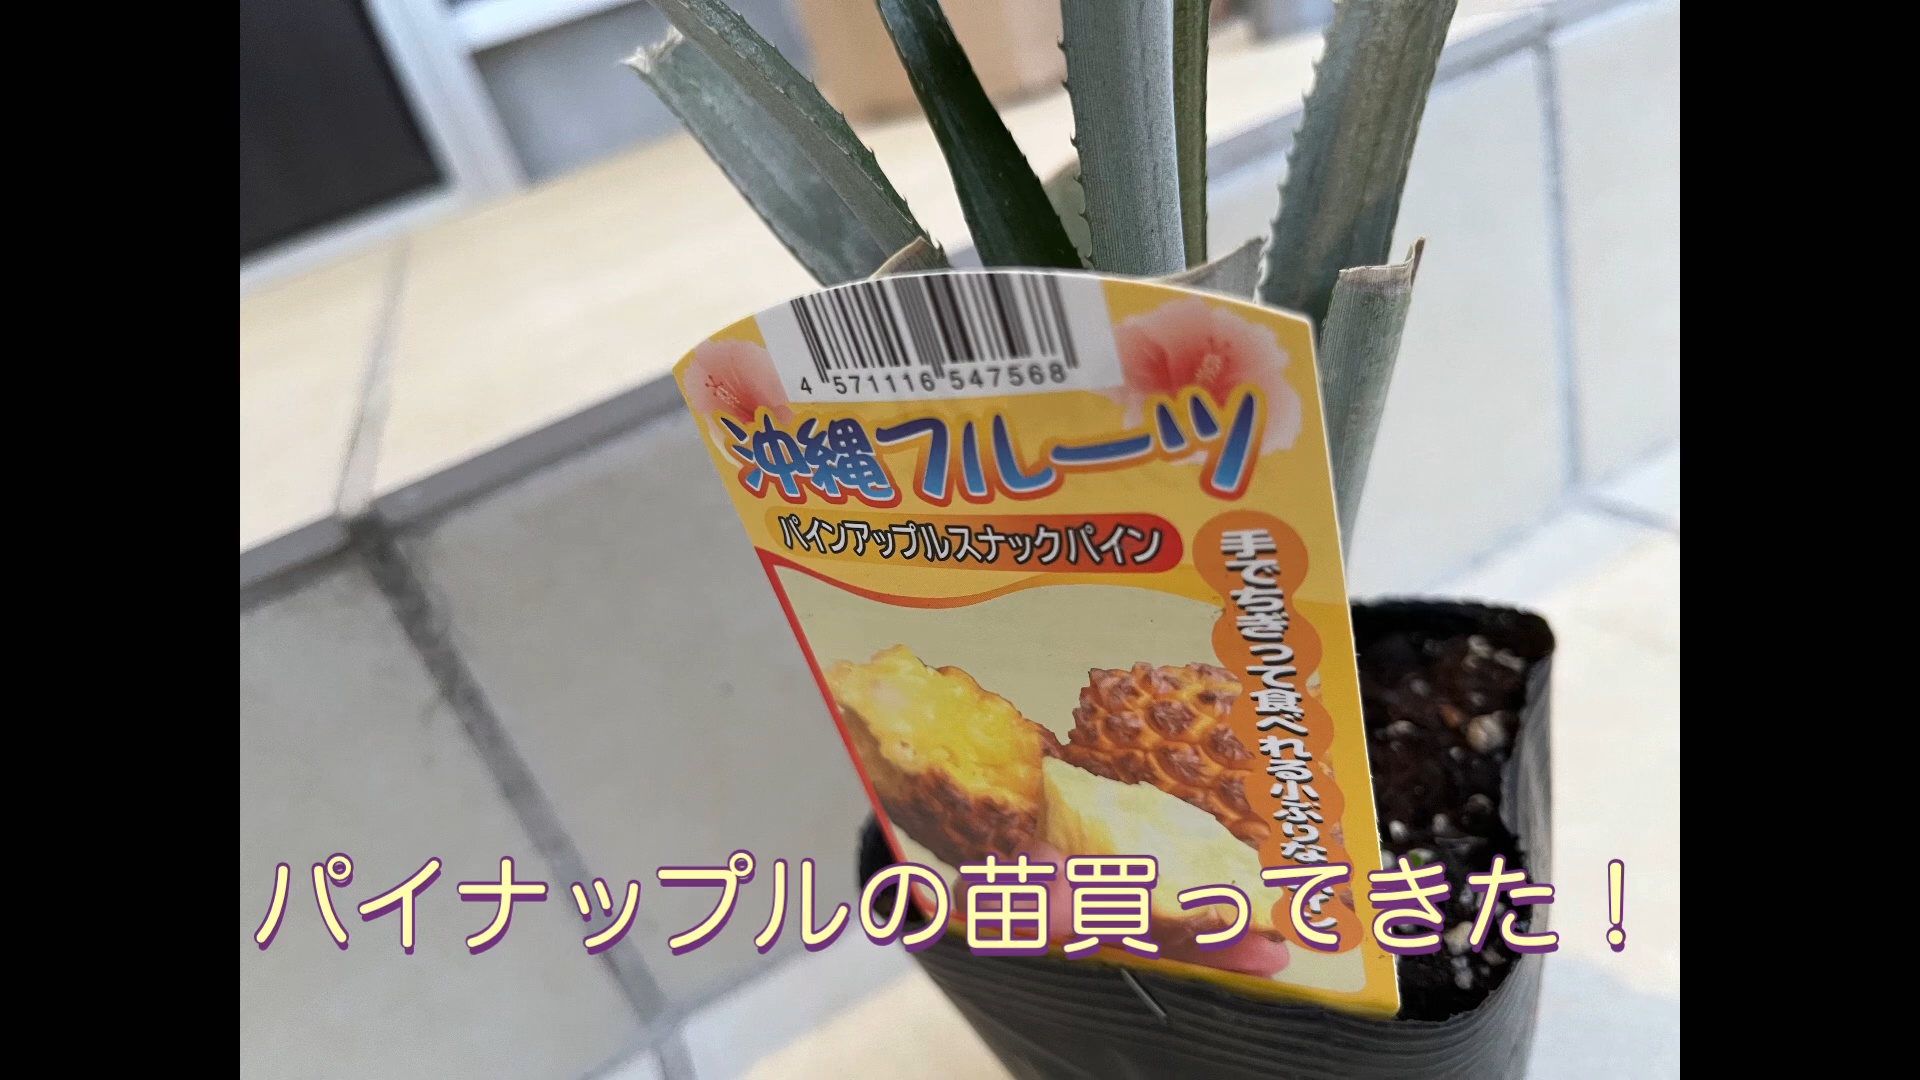 4 571116 547568
沖縄フルーツ
パインアップルスナックパイン
手でちぎって食べれる小ぶりな
パイナップルの苗買ってきた！